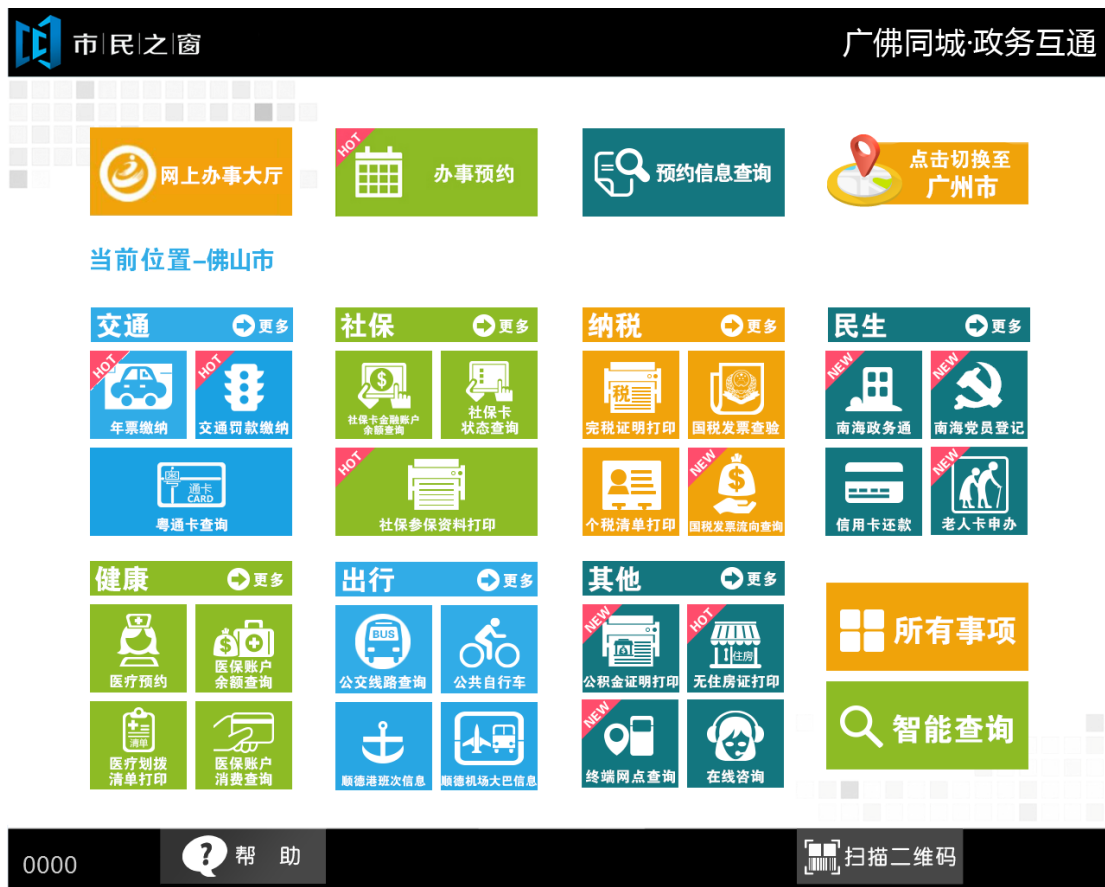 市民之窗
广佛同城·政务互通
网上办事大厅
HOT
办事预约
预约信息查询
点击切换至
广州市
当前位置-佛山市
交通
更多
HOT
年票缴纳
HOT
交通罚款缴纳
粤
通卡
CARD
粤通卡查询
社保
更多
社保卡金融账户
余额查询
社保卡
状态查询
HOT
社保参保资料打印
纳税
更多
税
完税证明打印
国税发票查验
个税清单打印
NEW
国税发票流向查询
民生
更多
NEW
南海政务通
NEW
南海党员登记
信用卡还款
NEW
老人卡申办
健康
更多
医疗预约
医保账户
余额查询
清单
医疗划拨
清单打印
医保账户
消费查询
出行
更多
BUS
公交线路查询
公共自行车
顺德港班次信息
顺德机场大巴信息
其他
更多
NEW
公积金证明打印
HOT
住房
无住房证打印
NEW
终端网点查询
在线咨询
所有事项
智能查询
0000
帮 助
扫描二维码